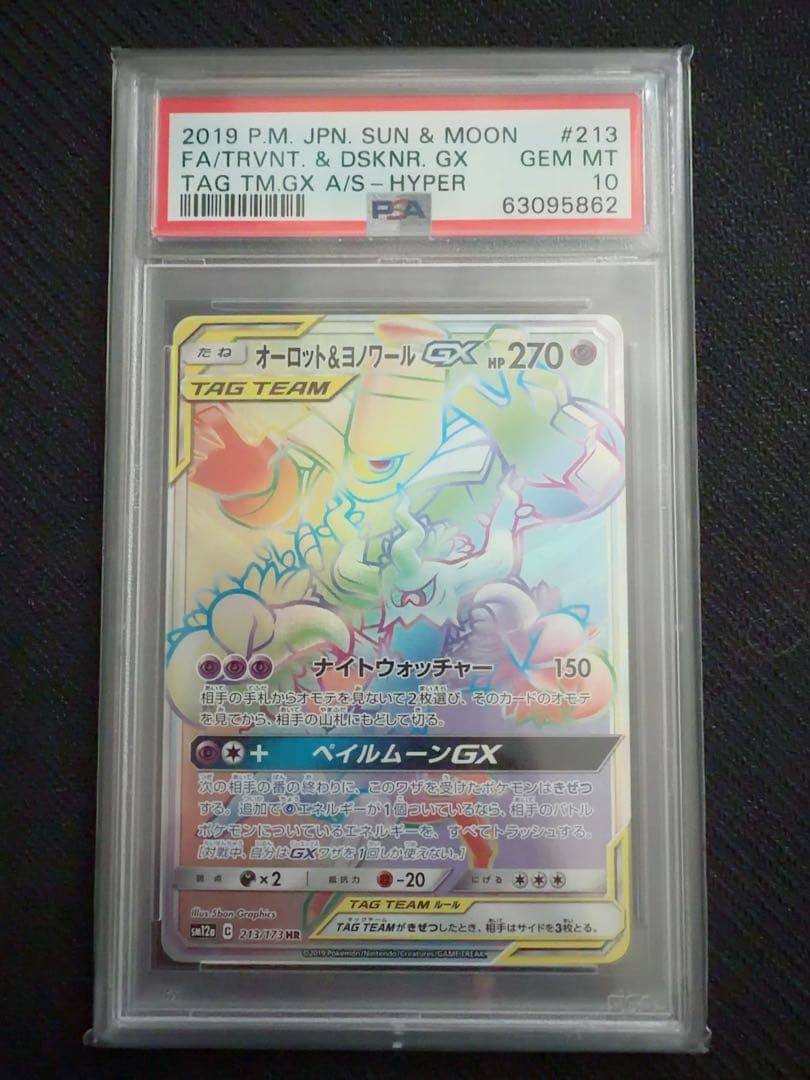 2019 P.M. JPN. SUN & MOON #213
FA/TRVNT. & DSKNR. GX GEM MT
TAG TM.GX A/S-HYPER 10
PSA 63095862
たね オーロット&ヨノワールGX HP270
TAG TEAM
ナイトウォッチャー 150
相手の手札からオモテを見ないで2枚選び、そのカードのオモテ
を見てから、相手の山札にもどして切る。
+ ペイルムーンGX
次の相手の番の終わりに、このワザを受けたポケモンはきぜつ
する。追加でエネルギーが1個ついているなら、相手のバトル
ポケモンについているエネルギーを、すべてトラッシュする。
[対戦中、自分はGXワザを1回しか使えない。]
弱点 ×2 抵抗力 -20 にげる
TAG TEAM ルール
Illus. 5ban Graphics
TAG TEAMがきぜつしたとき、相手はサイドを3枚とる。
sm12a C 213/173 HR
©2019 Pokémon/Nintendo/Creatures/GAME FREAK.